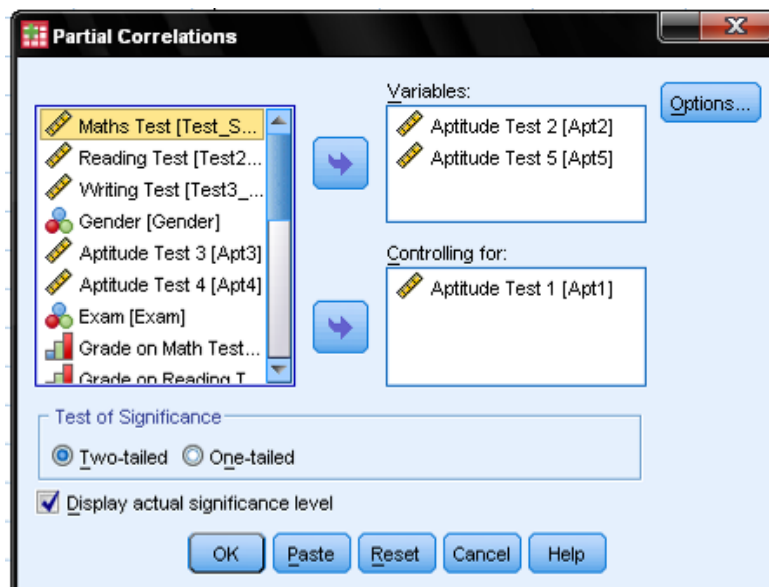 Partial Correlations
Variables:
Options...
Maths Test [Test_S...
Reading Test [Test2...
Writing Test [Test3_...
Gender [Gender]
Aptitude Test 3 [Apt3]
Aptitude Test 4 [Apt4]
Exam [Exam]
Grade on Math Test...
Grade on Reading T
Aptitude Test 2 [Apt2]
Aptitude Test 5 [Apt5]
Controlling for:
Aptitude Test 1 [Apt1]
Test of Significance
Two-tailed One-tailed
Display actual significance level
OK Paste Reset Cancel Help